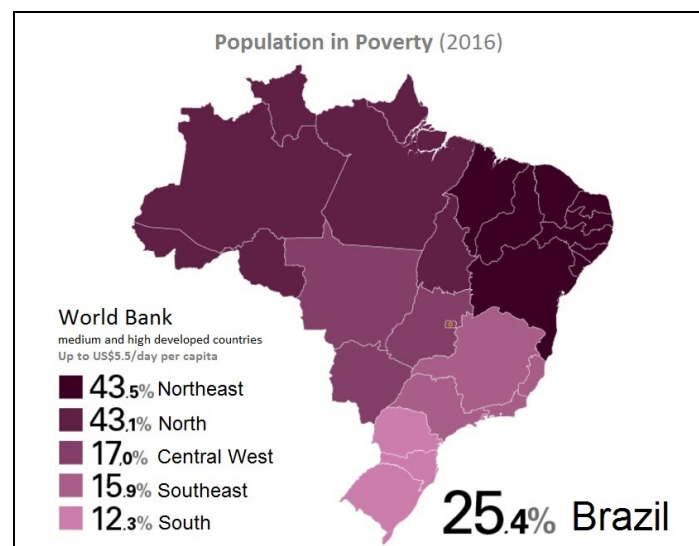 Population in Poverty (2016)
World Bank
medium and high developed countries
Up to US$5.5/day per capita
43.5% Northeast
43,1% North
17,0% Central West
15.9% Southeast
12.3% South
25.4% Brazil